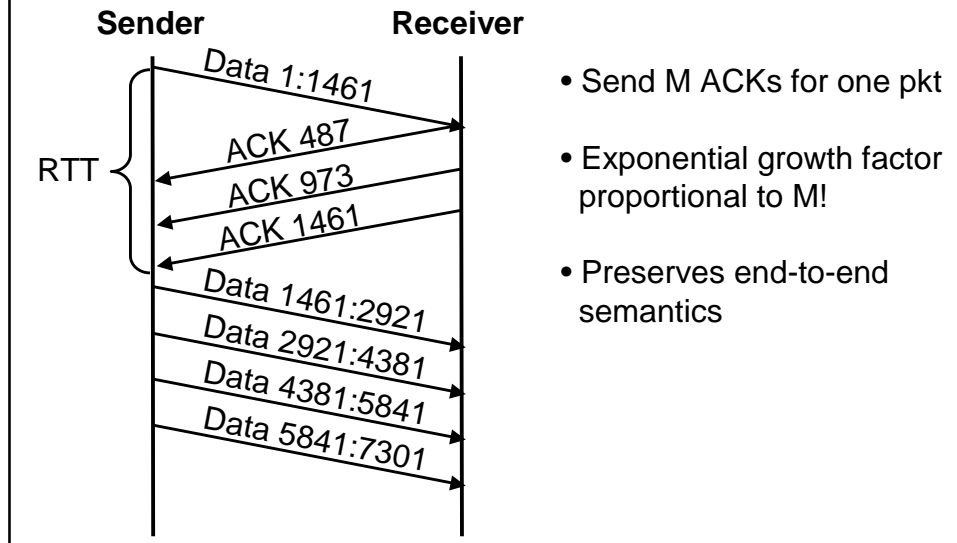 Sender Receiver
Data 1:1461
ACK 487
ACK 973
ACK 1461
RTT
Data 1461:2921
Data 2921:4381
Data 4381:5841
Data 5841:7301
• Send M ACKs for one pkt
• Exponential growth factor
proportional to M!
• Preserves end-to-end
semantics